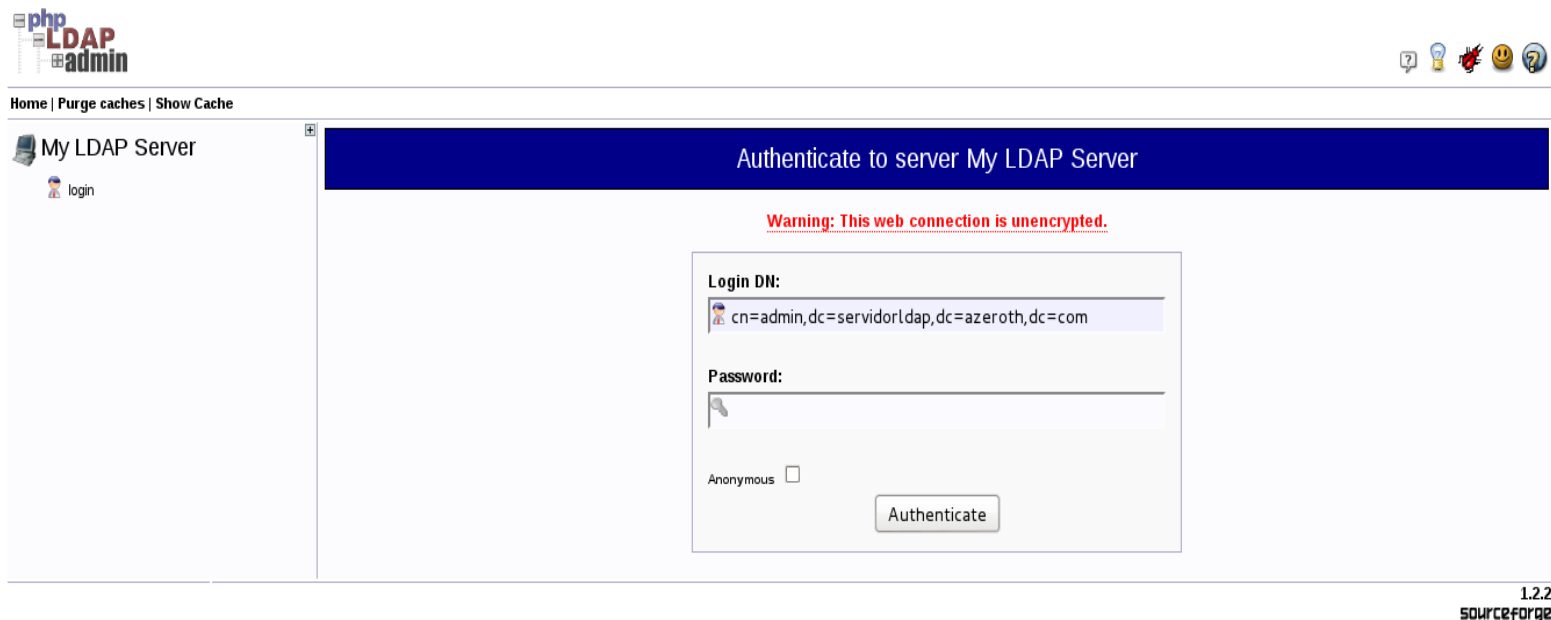 php
LDAP
admin
Home | Purge caches | Show Cache
My LDAP Server
login
Authenticate to server My LDAP Server
Warning: This web connection is unencrypted.
Login DN:
cn=admin,dc=servidorldap,dc=azeroth,dc=com
Password:
Anonymous
Authenticate
1.2.2
sourceforge